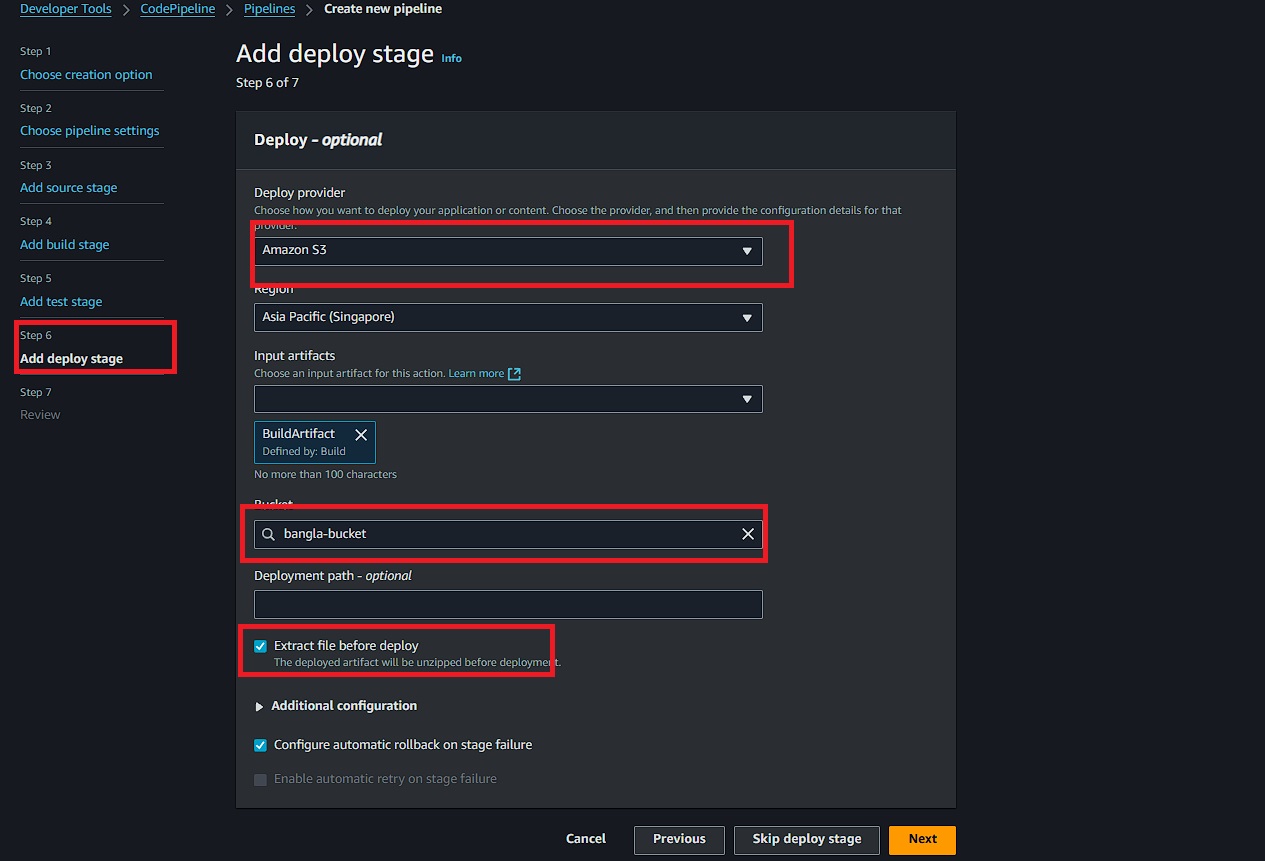 Developer Tools > CodePipeline > Pipelines > Create new pipeline
Step 1
Choose creation option
Step 2
Choose pipeline settings
Step 3
Add source stage
Step 4
Add build stage
Step 5
Add test stage
Step 6
Add deploy stage
Step 7
Review
Add deploy stage Info
Step 6 of 7
Deploy - optional
Deploy provider
Choose how you want to deploy your application or content. Choose the provider, and then provide the configuration details for that
provider.
Amazon S3
Region
Asia Pacific (Singapore)
Input artifacts
Choose an input artifact for this action. Learn more
BuildArtifact
Defined by: Build
No more than 100 characters
Bucket
bangla-bucket
Deployment path - optional
Extract file before deploy
The deployed artifact will be unzipped before deployment.
Additional configuration
Configure automatic rollback on stage failure
Enable automatic retry on stage failure
Cancel
Previous
Skip deploy stage
Next